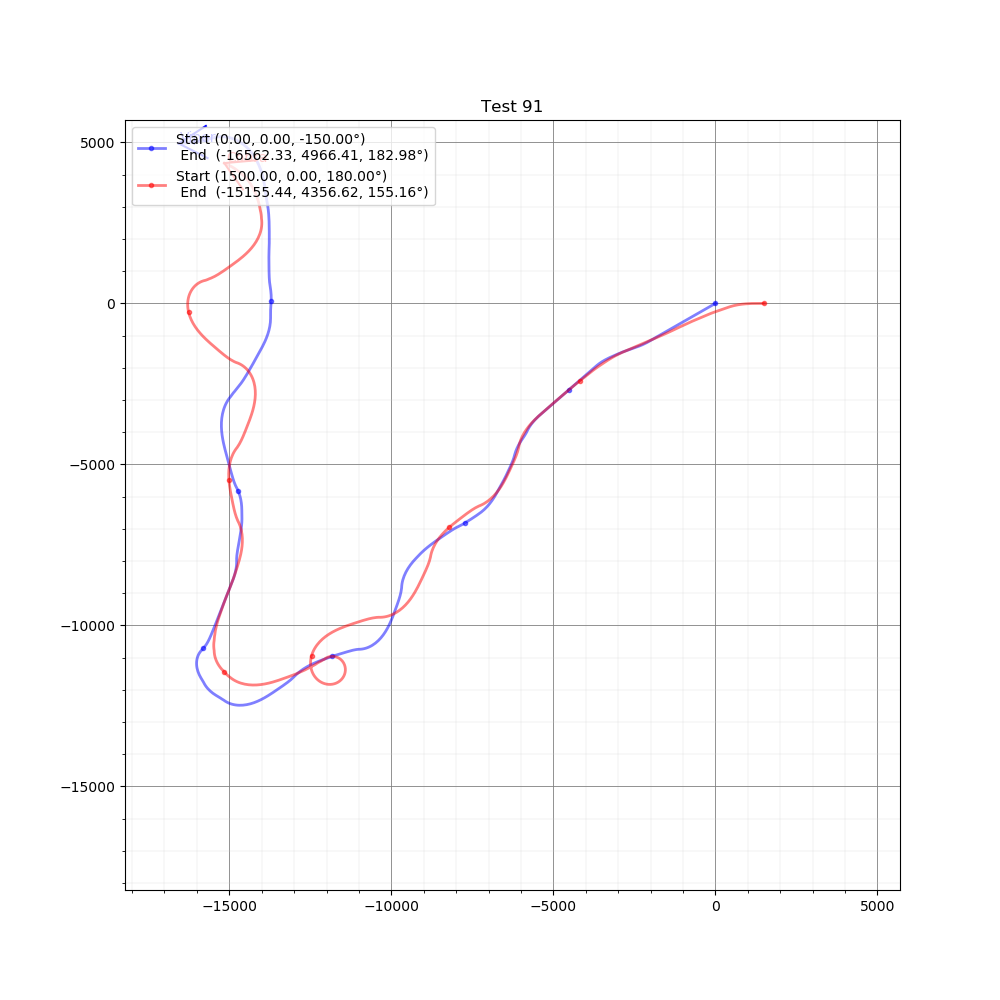 Test 91
Start (0.00, 0.00, -150.00°)
End  (-16562.33, 4966.41, 182.98°)
Start (1500.00, 0.00, 180.00°)
End  (-15155.44, 4356.62, 155.16°)
5000
0
−5000
−10000
−15000
−15000 −10000 −5000 0 5000